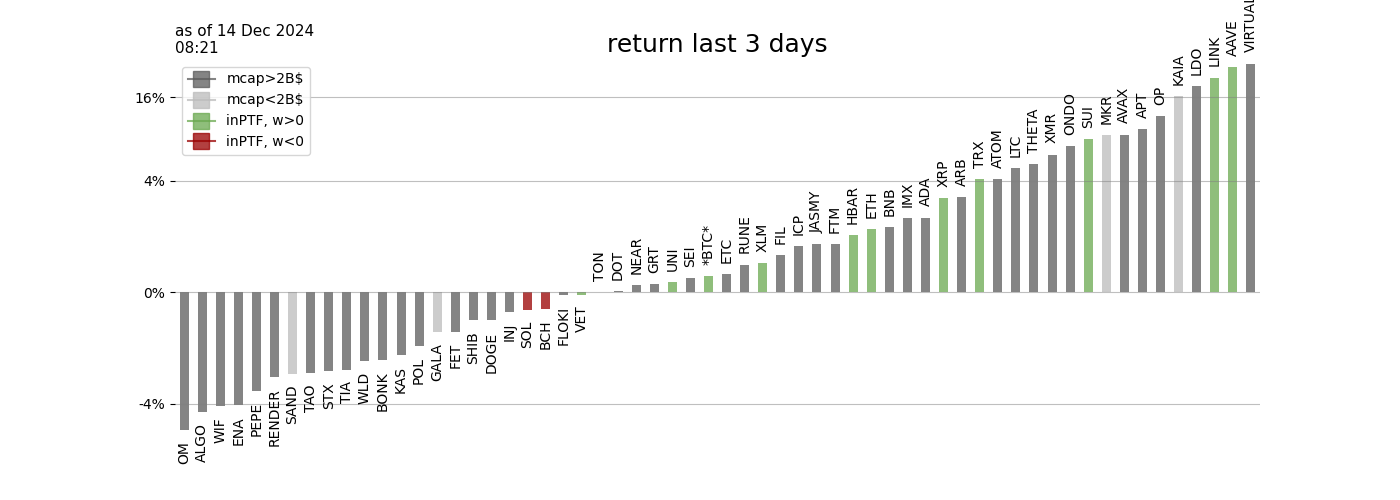 as of 14 Dec 2024
08:21
return last 3 days
mcap>2B$
mcap<2B$
inPTF, w>0
inPTF, w<0
16%
4%
0%
-4%
OM
ALGO
WIF
ENA
PEPE
RENDER
SAND
TAO
STX
TIA
WLD
BONK
KAS
POL
GALA
FET
SHIB
DOGE
INJ
SOL
BCH
FLOKI
VET
TON
DOT
NEAR
GRT
UNI
SEI
*BTC*
ETC
RUNE
XLM
FIL
ICP
JASMY
FTM
HBAR
ETH
BNB
IMX
ADA
XRP
ARB
TRX
ATOM
LTC
THETA
XMR
ONDO
SUI
MKR
AVAX
APT
OP
KAIA
LDO
LINK
AAVE
VIRTUAL